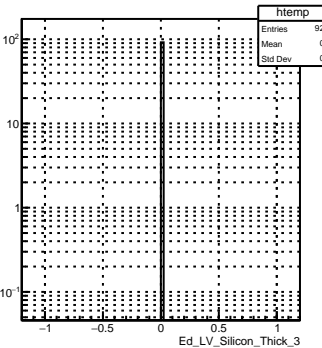 htemp
Entries 92
Mean 0
Std Dev 0
10²
10
1
10⁻¹
−1 −0.5 0 0.5 1
Ed_LV_Silicon_Thick_3